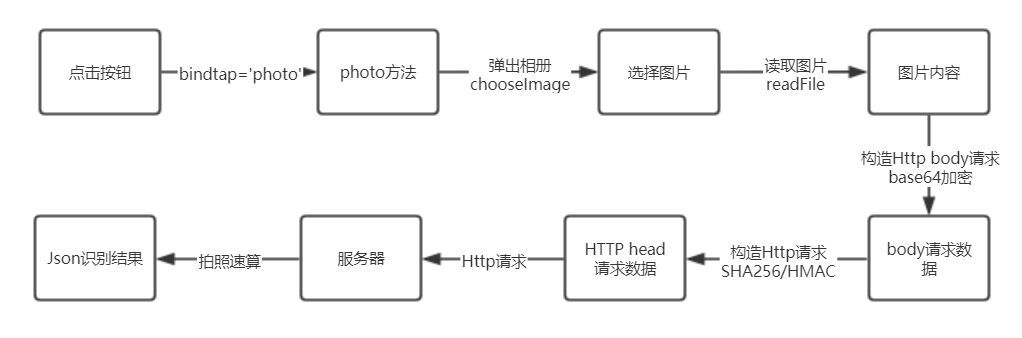 点击按钮
bindtap='photo'
photo方法
弹出相册
chooseImage
选择图片
读取图片
readFile
图片内容
构造Http body请求
base64加密
body请求数
据
构造Http请求
SHA256/HMAC
HTTP head
请求数据
Http请求
服务器
拍照速算
Json识别结果